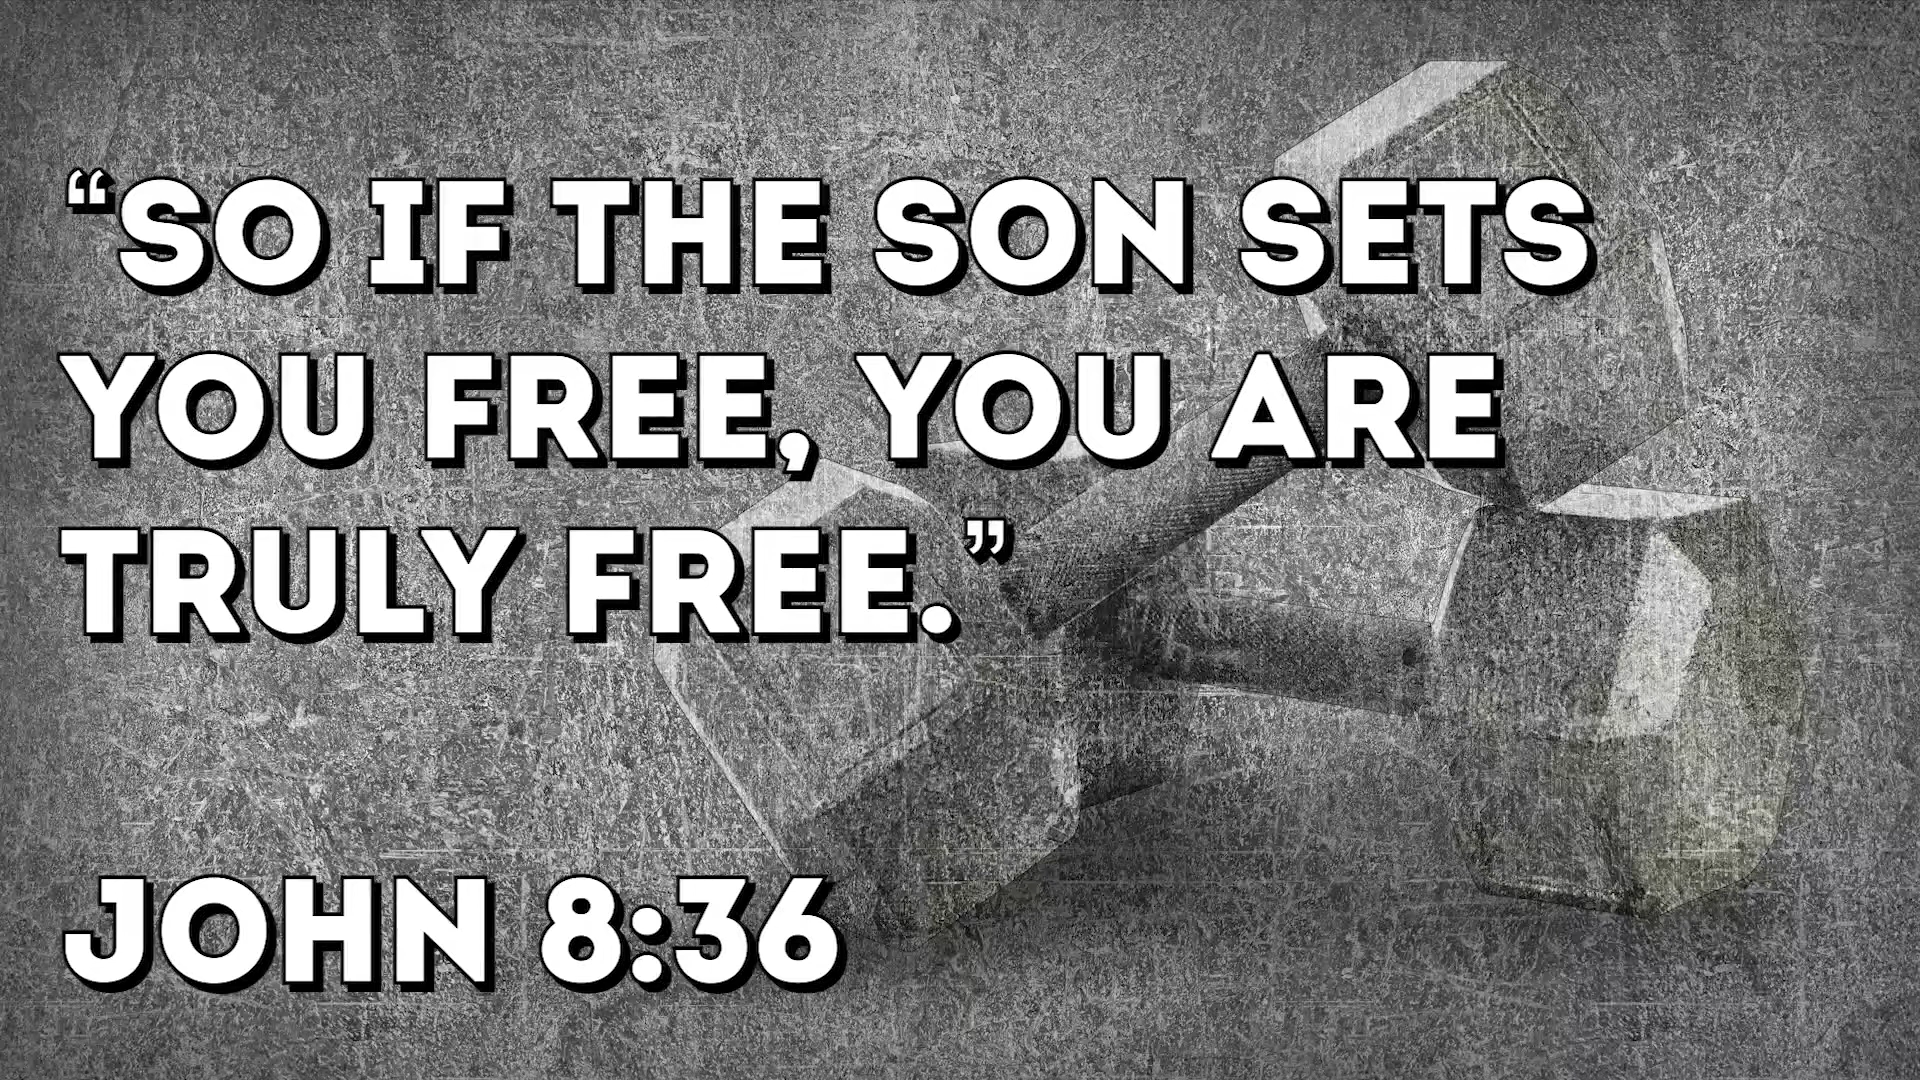 “SO IF THE SON SETS
YOU FREE, YOU ARE
TRULY FREE.”
JOHN 8:36